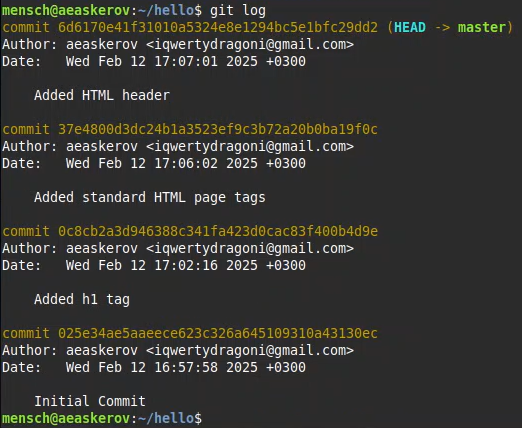 mensch@aeaskerov:~/hello$ git log
commit 6d6170e41f31010a5324e8e1294bc5e1bfc29dd2 (HEAD -> master)
Author: aeaskerov <iqwertydragoni@gmail.com>
Date:   Wed Feb 12 17:07:01 2025 +0300
Added HTML header
commit 37e4800d3dc24b1a3523ef9c3b72a20b0ba19f0c
Author: aeaskerov <iqwertydragoni@gmail.com>
Date:   Wed Feb 12 17:06:02 2025 +0300
Added standard HTML page tags
commit 0c8cb2a3d946388c341fa423d0cac83f400b4d9e
Author: aeaskerov <iqwertydragoni@gmail.com>
Date:   Wed Feb 12 17:02:16 2025 +0300
Added h1 tag
commit 025e34ae5aaeece623c326a645109310a43130ec
Author: aeaskerov <iqwertydragoni@gmail.com>
Date:   Wed Feb 12 16:57:58 2025 +0300
Initial Commit
mensch@aeaskerov:~/hello$